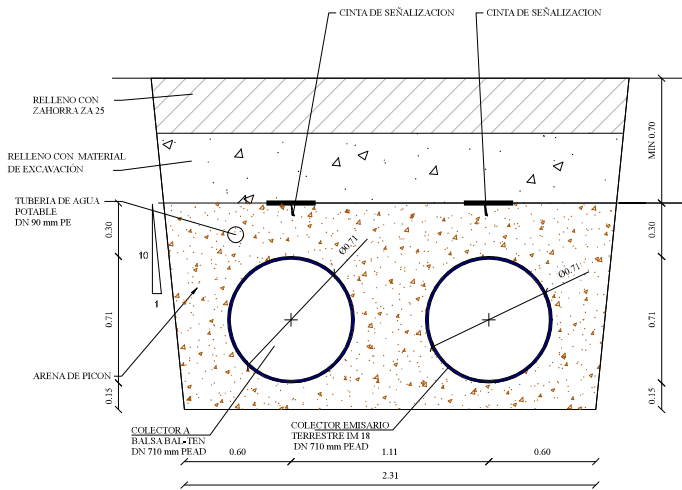 CINTA DE SEÑALIZACION
CINTA DE SEÑALIZACION
RELLENO CON
ZAHORRA ZA 25
MIN 0.70
RELLENO CON MATERIAL
DE EXCAVACIÓN
TUBERIA DE AGUA
POTABLE
DN 90 mm PE
0.30
0.30
10
1
Ø0.71
Ø0.71
0.71
0.71
ARENA DE PICON
0.15
0.15
COLECTOR A
BALSA BAL-TEN
DN 710 mm PEAD
COLECTOR EMISARIO
TERRESTRE IM 18
DN 710 mm PEAD
0.60
1.11
0.60
2.31